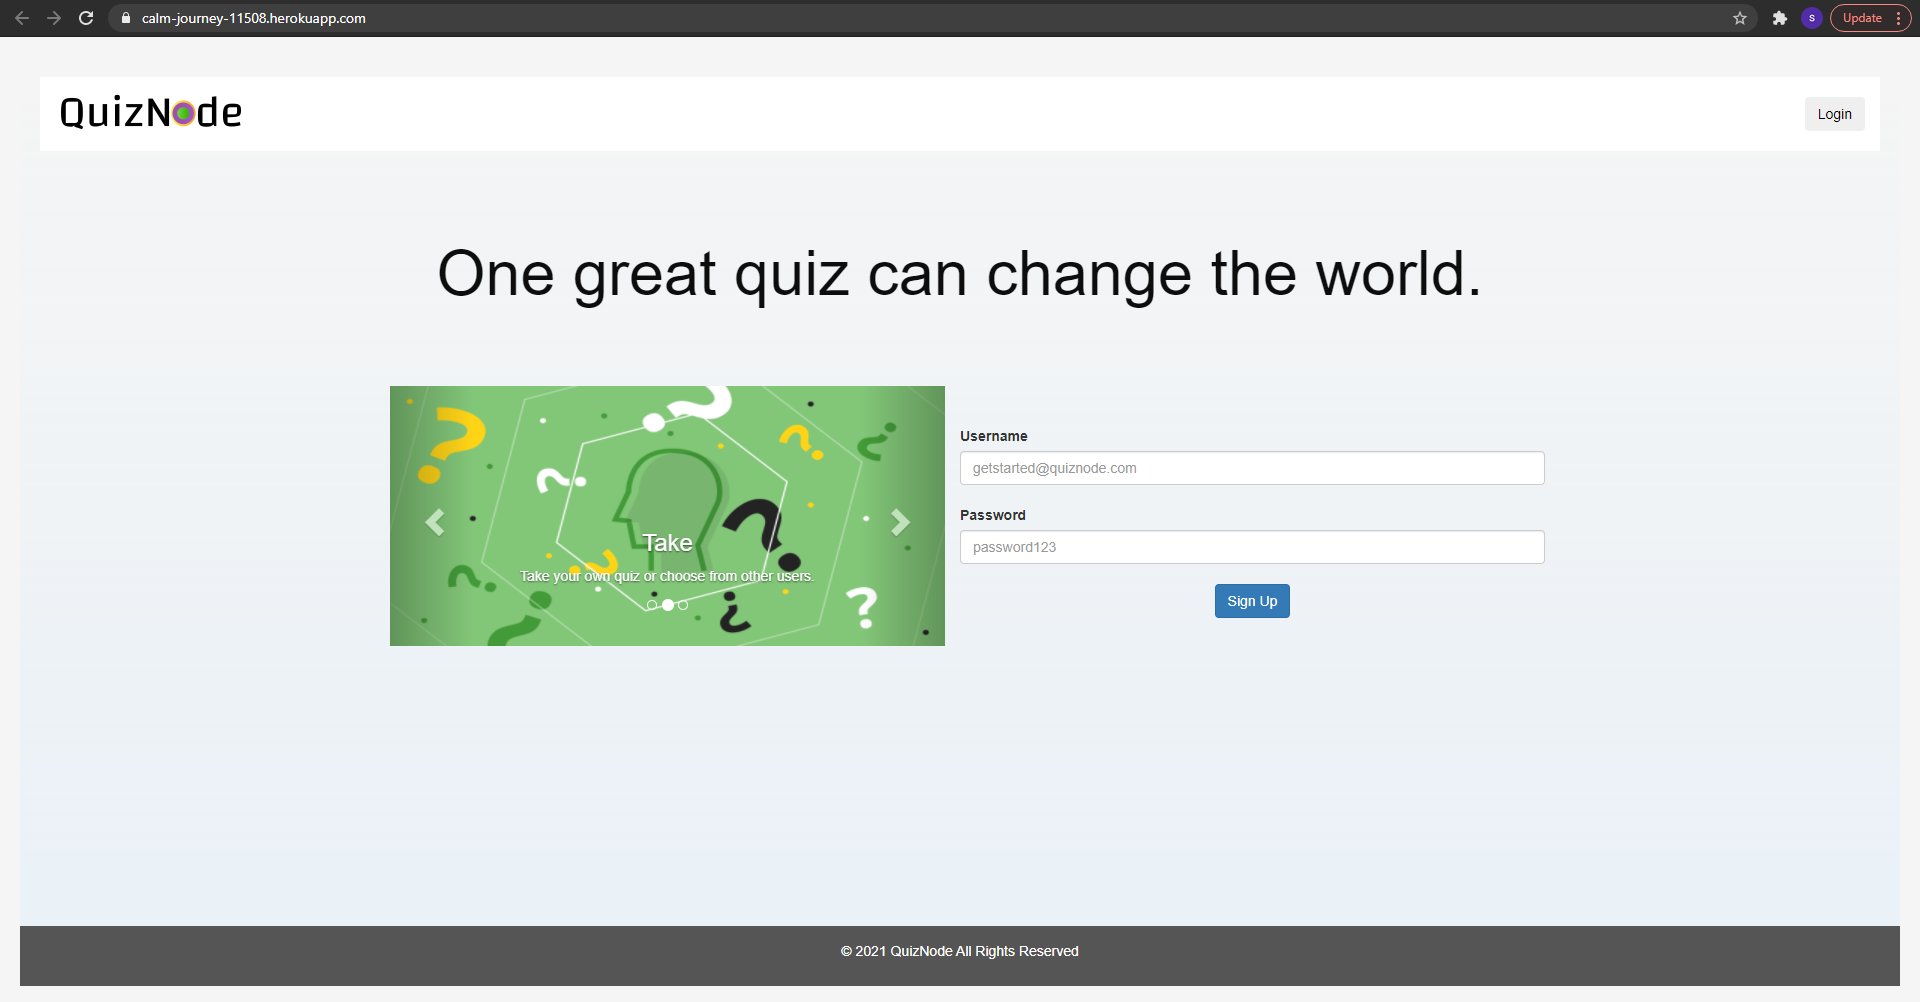 calm-journey-11508.herokuapp.com
S
Update
QuizNode
Login
One great quiz can change the world.
Take
Take your own quiz or choose from other users.
Username
getstarted@quiznode.com
Password
password123
Sign Up
© 2021 QuizNode All Rights Reserved